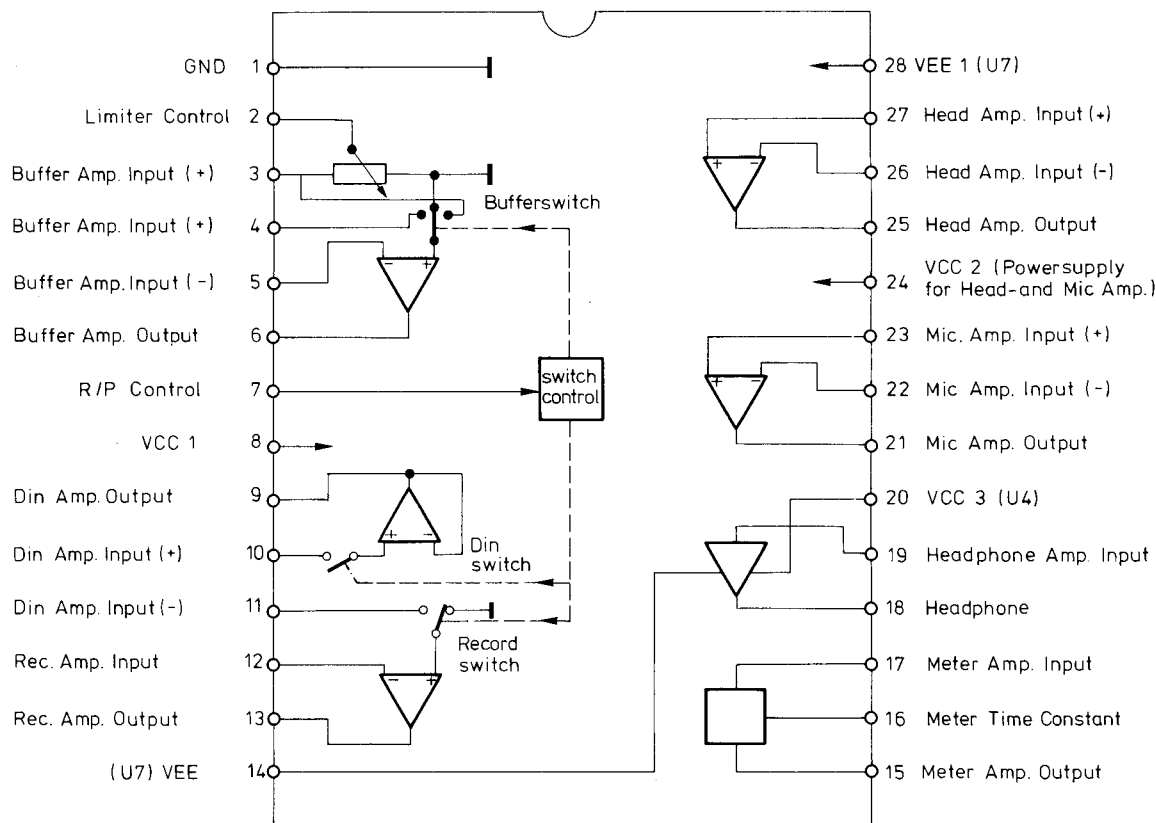 GND 1
Limiter Control 2
Buffer Amp. Input (+) 3
Buffer Amp. Input (+) 4
Buffer Amp. Input (-) 5
Buffer Amp. Output 6
R/P Control 7
VCC 1 8
Din Amp. Output 9
Din Amp. Input (+) 10
Din Amp. Input (-) 11
Rec. Amp. Input 12
Rec. Amp. Output 13
(U7) VEE 14
Bufferswitch
- +
switch
control
+ -
Din
switch
Record
switch
- +
28 VEE 1 (U7)
27 Head Amp. Input (+)
+ -
26 Head Amp. Input (-)
25 Head Amp. Output
24 VCC 2 (Powersupply
for Head-and Mic Amp.)
23 Mic. Amp. Input (+)
+ -
22 Mic Amp. Input (-)
21 Mic Amp. Output
20 VCC 3 (U4)
19 Headphone Amp. Input
18 Headphone
17 Meter Amp. Input
16 Meter Time Constant
15 Meter Amp. Output